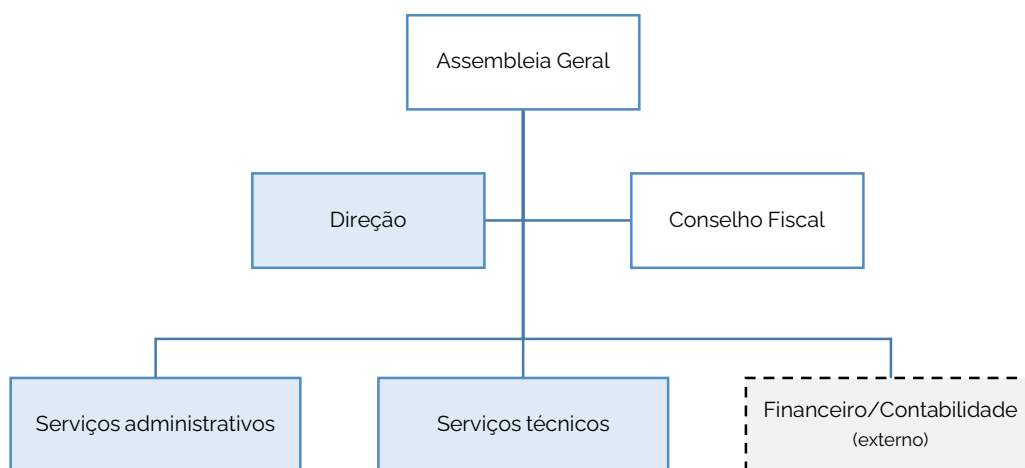 Assembleia Geral
Direção
Conselho Fiscal
Serviços administrativos
Serviços técnicos
Financeiro/Contabilidade
(externo)